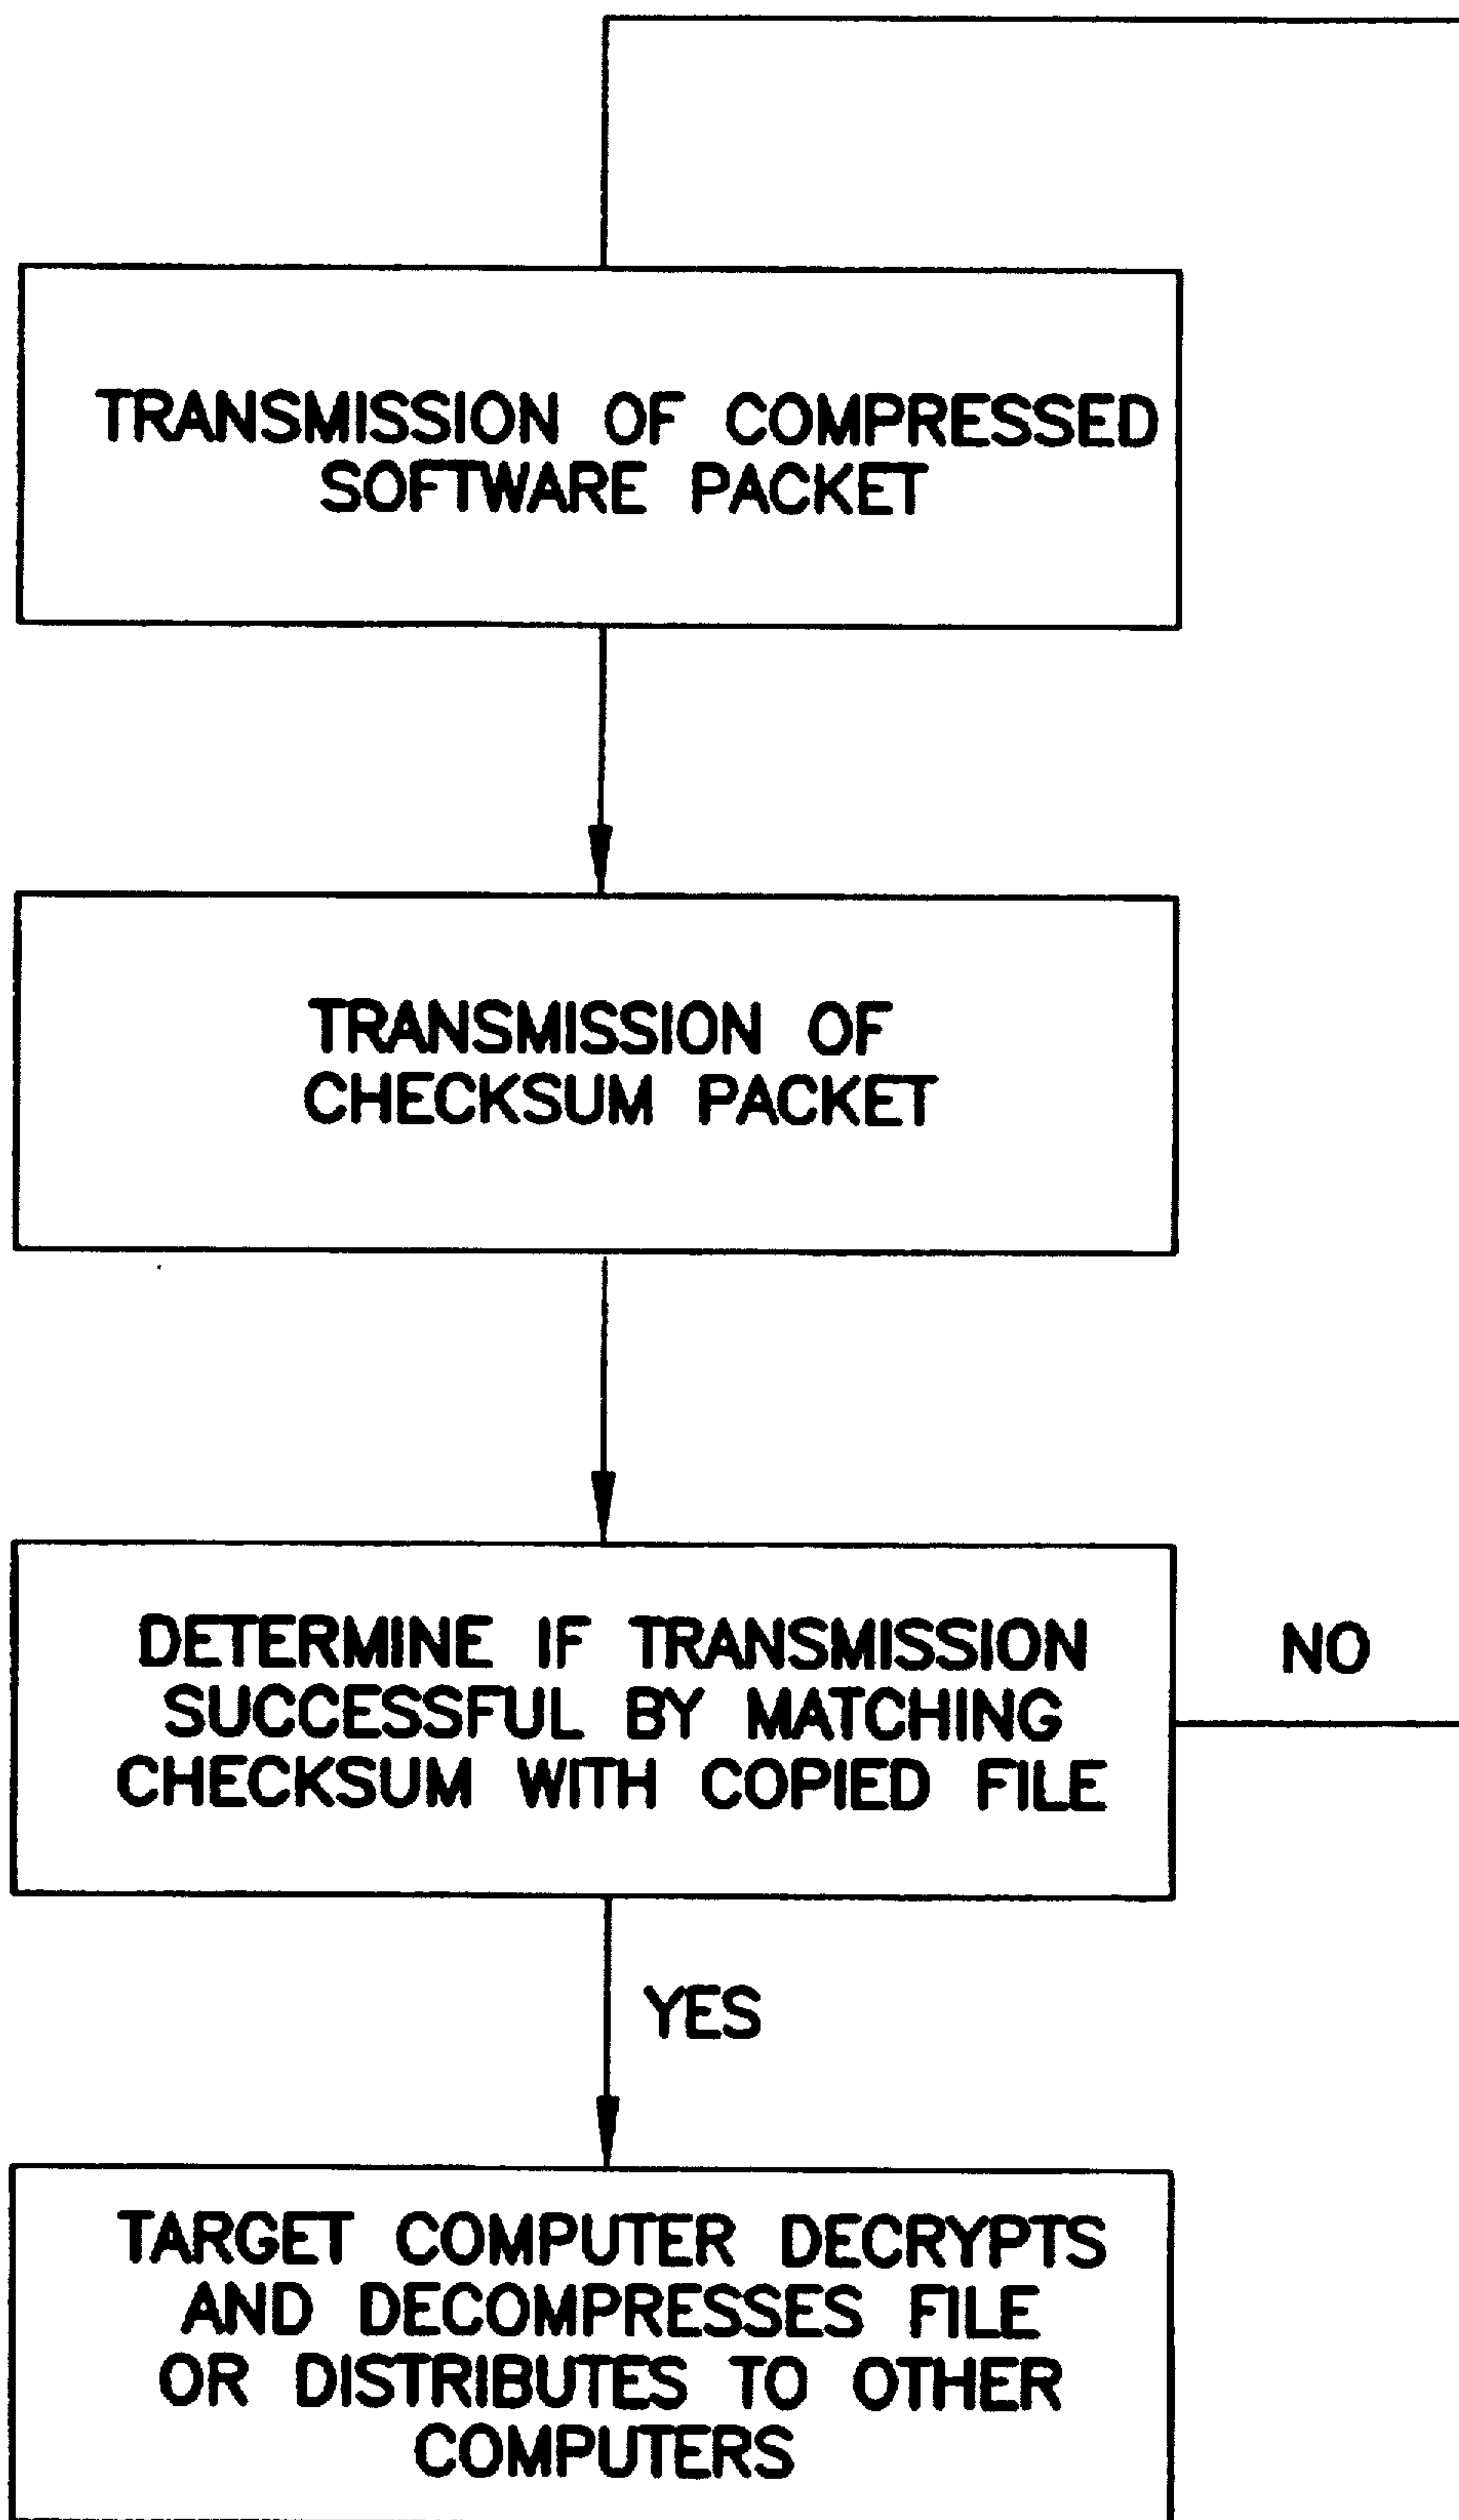 TRANSMISSION OF COMPRESSED
SOFTWARE PACKET
TRANSMISSION OF
CHECKSUM PACKET
DETERMINE IF TRANSMISSION
SUCCESSFUL BY MATCHING
CHECKSUM WITH COPIED FILE
NO
YES
TARGET COMPUTER DECRYPTS
AND DECOMPRESSES FILE
OR DISTRIBUTES TO OTHER
COMPUTERS